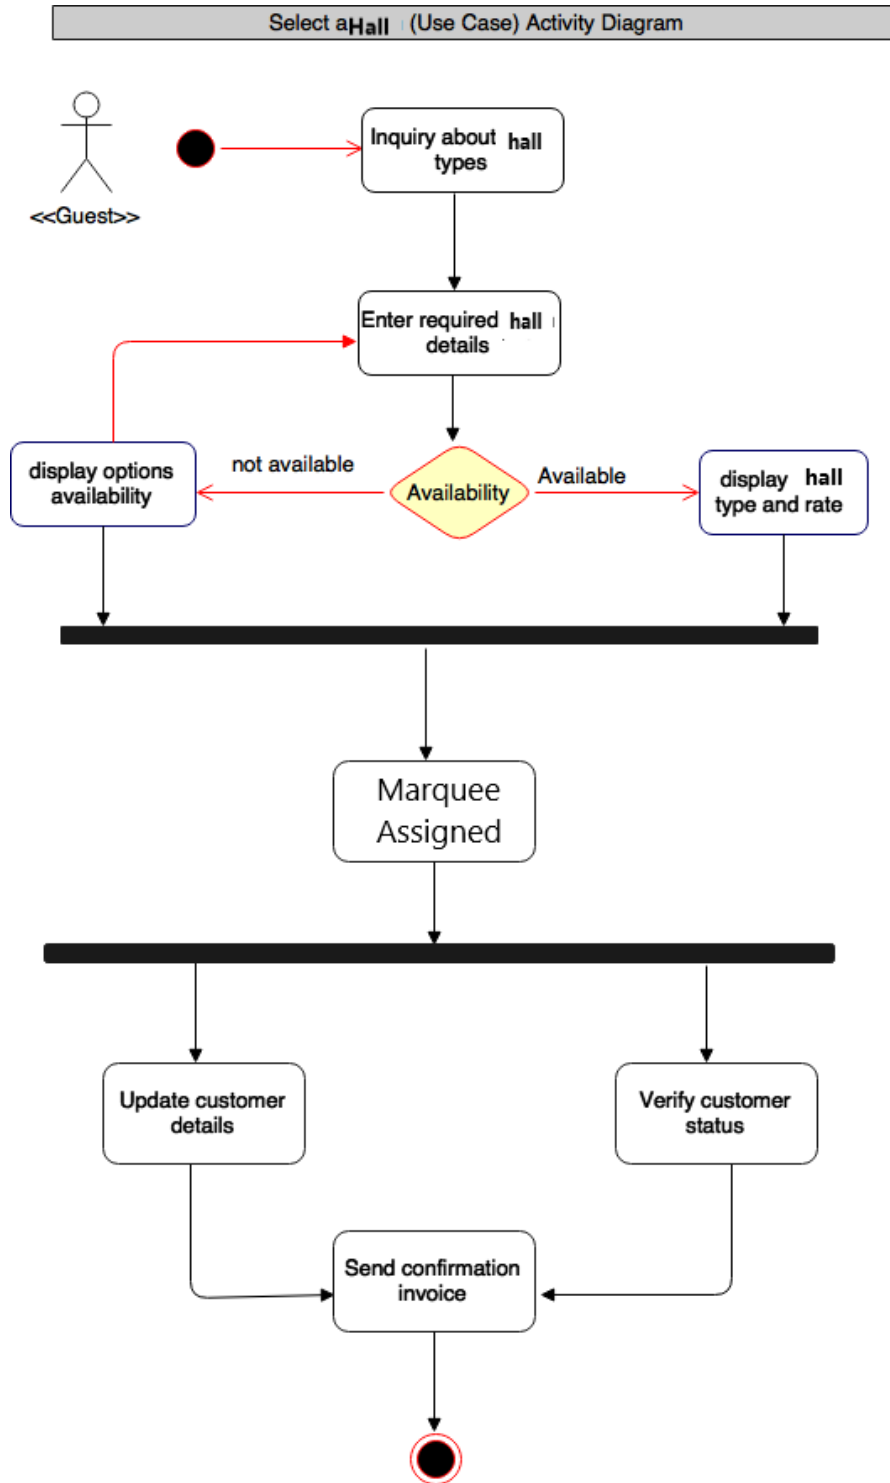 Select a Hall (Use Case) Activity Diagram
Inquiry about hall
types
<<Guest>>
Enter required hall
details
display options
availability
not available
Availability
Available
display hall
type and rate
Marquee
Assigned
Update customer
details
Verify customer
status
Send confirmation
invoice